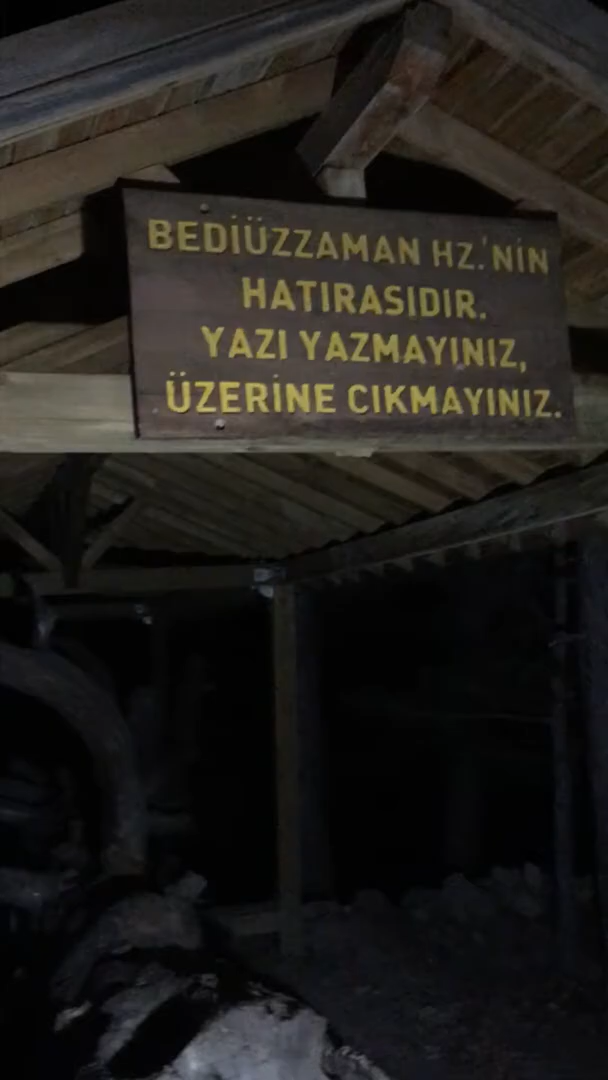 BEDİÜZZAMAN HZ.'NİN
HATIRASIDIR.
YAZI YAZMAYINIZ,
ÜZERİNE CIKMAYINIZ.